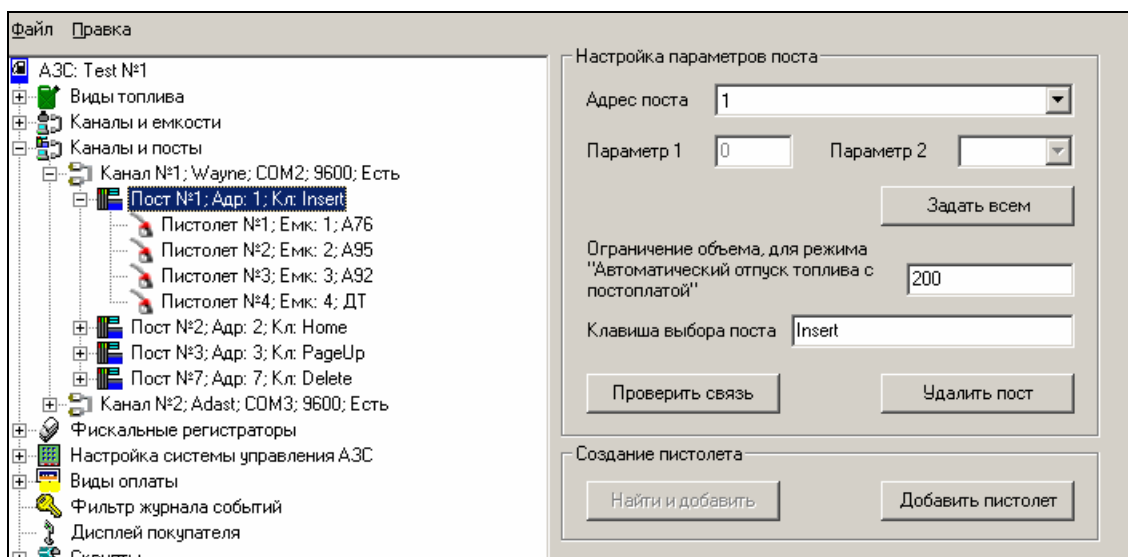 Файл Правка
АЗС: Test №1
Виды топлива
Каналы и емкости
Каналы и посты
Канал №1; Wayne; COM2; 9600; Есть
Пост №1; Адр: 1; Кл: Insert
Пистолет №1; Емк: 1; А76
Пистолет №2; Емк: 2; А95
Пистолет №3; Емк: 3; А92
Пистолет №4; Емк: 4; ДТ
Пост №2; Адр: 2; Кл: Home
Пост №3; Адр: 3; Кл: PageUp
Пост №7; Адр: 7; Кл: Delete
Канал №2; Adast; COM3; 9600; Есть
Фискальные регистраторы
Настройка системы управления АЗС
Виды оплаты
Фильтр журнала событий
Дисплей покупателя
Скрипты
Настройка параметров поста
Адрес поста 1
Параметр 1 0 Параметр 2
Задать всем
Ограничение объема, для режима
"Автоматический отпуск топлива с
постоплатой"
200
Клавиша выбора поста Insert
Проверить связь Удалить пост
Создание пистолета
Найти и добавить Добавить пистолет